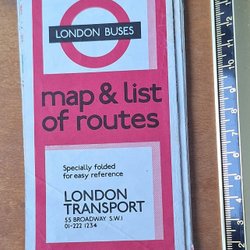 LONDON BUSES
map & list
of routes
Specially folded
for easy reference
LONDON
TRANSPORT
55 BROADWAY S.W.1
01-222 1234